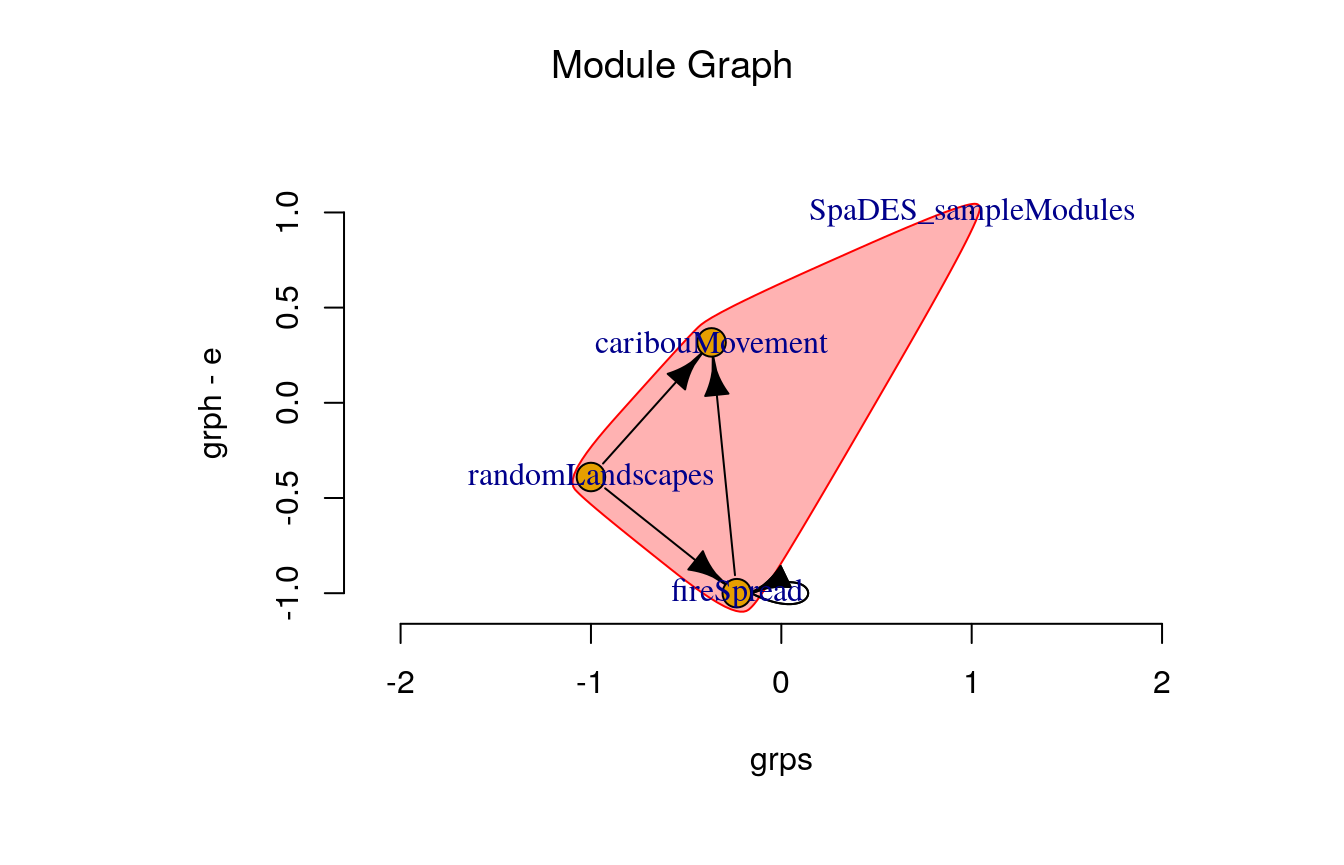 Module Graph
SpaDES_sampleModules
caribouMovement
randomLandscapes
fireSpread
grph - e
1.0
0.5
0.0
-0.5
-1.0
-2
-1
0
1
2
grps